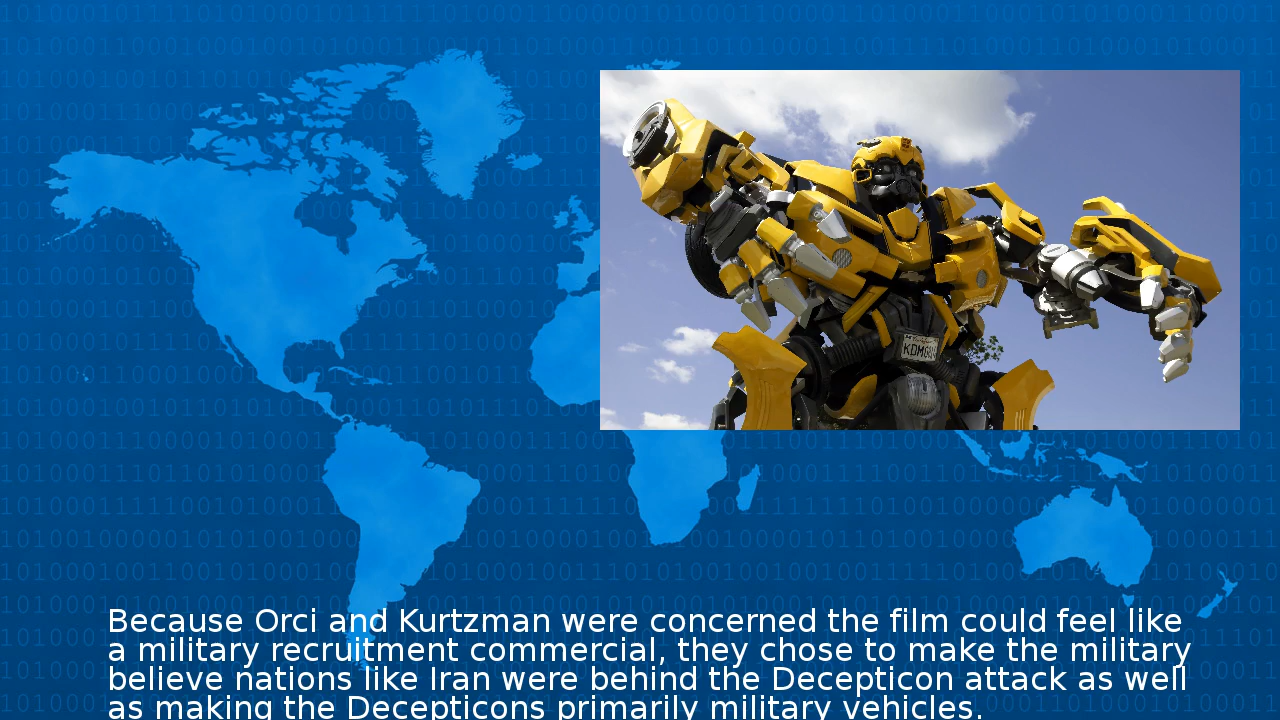 KDM
Because Orci and Kurtzman were concerned the film could feel like
a military recruitment commercial, they chose to make the military
believe nations like Iran were behind the Decepticon attack as well
as making the Decepticons primarily military vehicles.